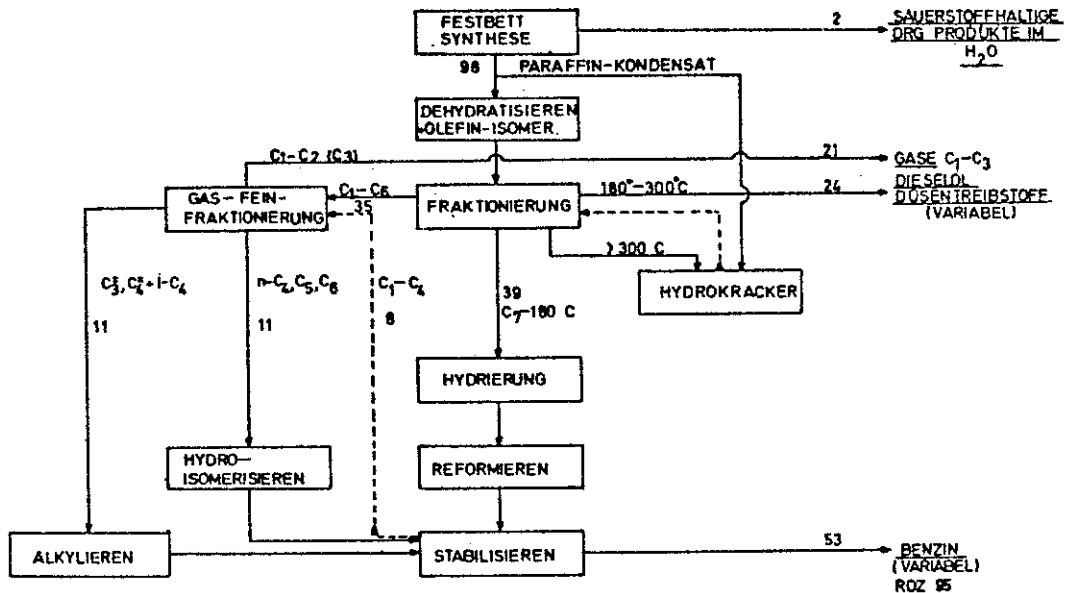 FESTBETT
SYNTHESE
2
SAUERSTOFFHALTIGE
ORG PRODUKTE IM
H₂O
98
PARAFFIN-KONDENSAT
DEHYDRATISIEREN
+OLEFIN-ISOMER.
C₁-C₂ (C₃)
21
GASE C₁-C₃
GAS-FEIN-
FRAKTIONIERUNG
C₁-C₆
35
FRAKTIONIERUNG
180°-300°C
24
DIESELÖL
DÜSENTREIBSTOFF
(VARIABEL)
>300 C
HYDROKRACKER
C₃⁼, C₄⁼+i-C₄
11
n-C₄, C₅, C₆
11
C₁-C₄
8
39
C₇-180 C
HYDRIERUNG
HYDRO-
ISOMERISIEREN
REFORMIEREN
ALKYLIEREN
STABILISIEREN
53
BENZIN
(VARIABEL)
ROZ 95